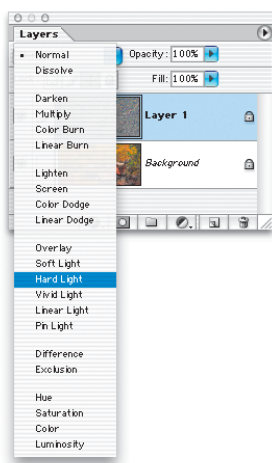 Layers
Normal
Opacity: 100%
Dissolve
Fill: 100%
Darken
Multiply
Layer 1
Color Burn
Linear Burn
Lighten
Background
Screen
Color Dodge
Linear Dodge
Overlay
Soft Light
Hard Light
Vivid Light
Linear Light
Pin Light
Difference
Exclusion
Hue
Saturation
Color
Luminosity